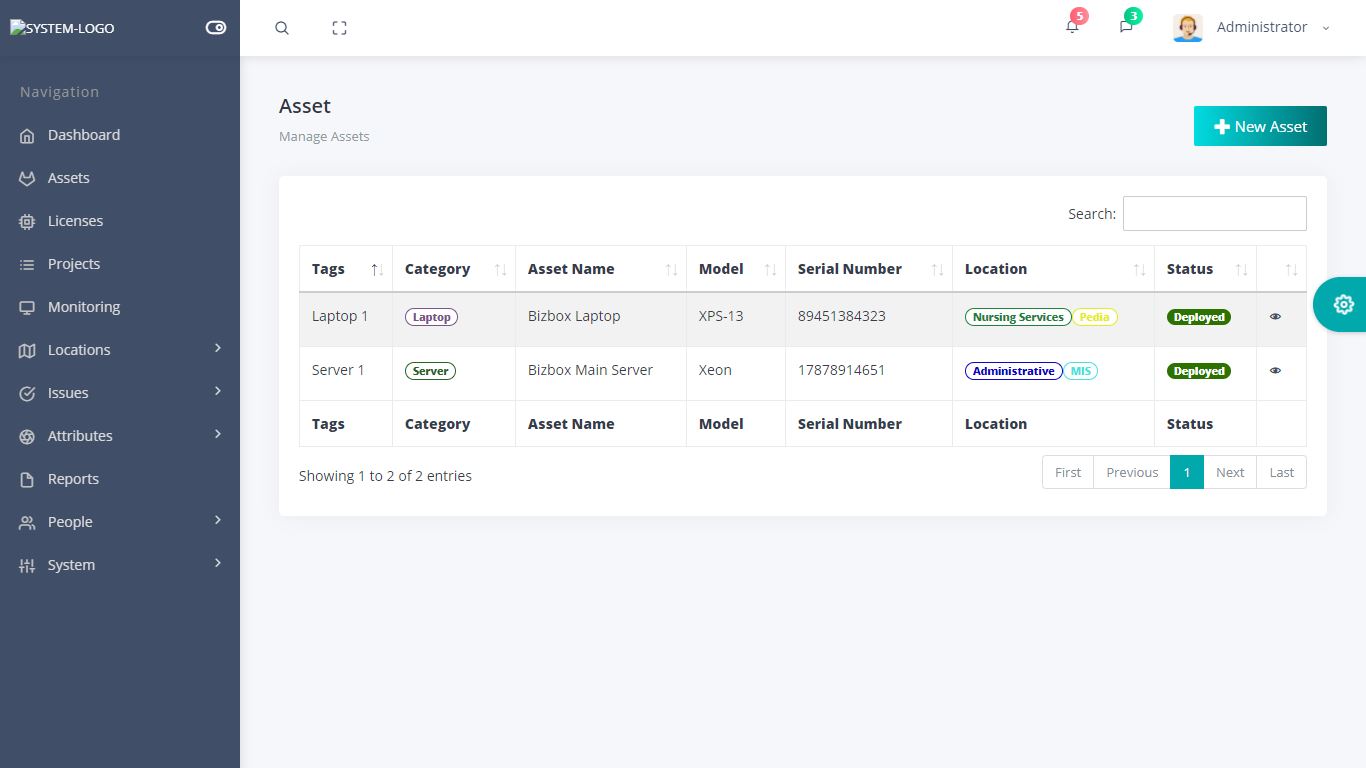 SYSTEM-LOGO
5
3
Administrator
Navigation
Dashboard
Assets
Licenses
Projects
Monitoring
Locations
Issues
Attributes
Reports
People
System
Asset
Manage Assets
New Asset
Search:
Tags Category Asset Name Model Serial Number Location Status
Laptop 1 Laptop Bizbox Laptop XPS-13 89451384323 Nursing Services Pedia Deployed
Server 1 Server Bizbox Main Server Xeon 17878914651 Administrative MIS Deployed
Tags Category Asset Name Model Serial Number Location Status
Showing 1 to 2 of 2 entries
First Previous 1 Next Last